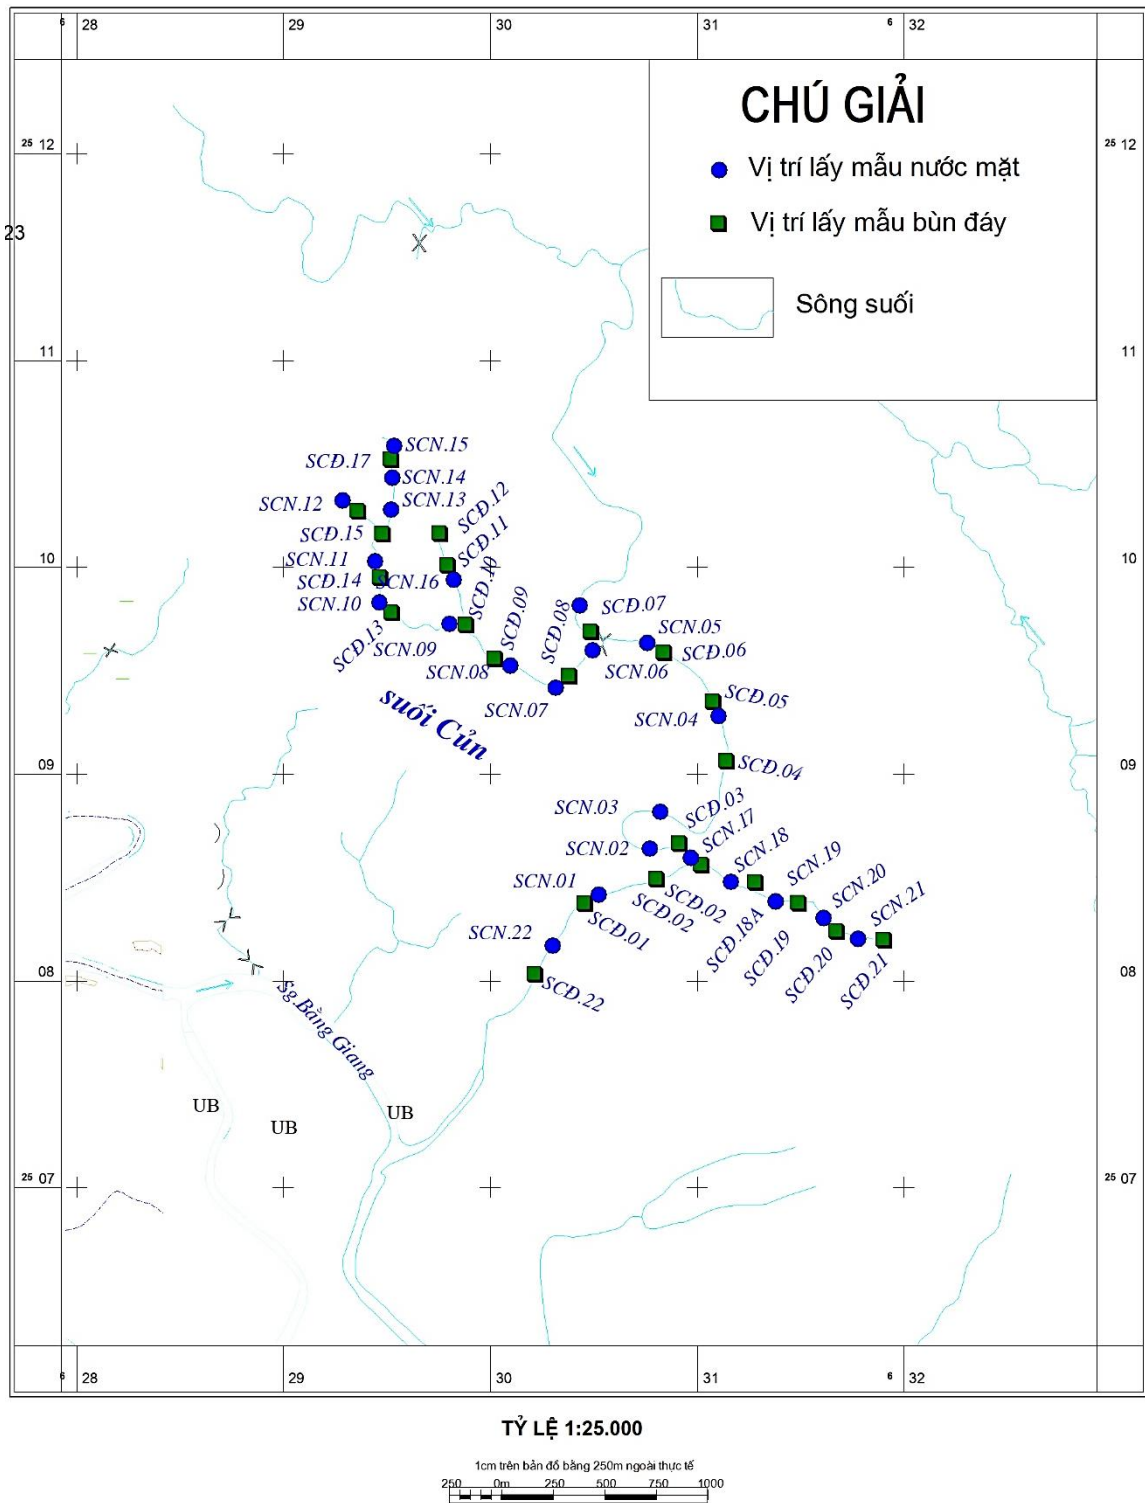 6 28 29 30 31 6 32
CHÚ GIẢI
Vị trí lấy mẫu nước mặt
Vị trí lấy mẫu bùn đáy
Sông suối
25 12
25 12
23
11
11
SCN.15
SCĐ.17
SCN.14
SCN.12
SCN.13
SCĐ.12
SCĐ.15
SCĐ.11
SCN.11
10
10
SCĐ.14
SCN.16
SCĐ.10
SCN.10
SCĐ.09
SCĐ.08
SCĐ.07
SCĐ.13
SCN.09
SCN.05
SCN.08
SCN.06
SCĐ.06
SCN.07
SCĐ.05
SCN.04
suối Củn
09
09
SCĐ.04
SCN.03
SCĐ.03
SCN.17
SCN.02
SCN.18
SCN.19
SCN.01
SCN.20
SCN.21
SCĐ.02
SCĐ.02
SCĐ.01
SCĐ.18A
SCN.22
SCĐ.19
SCĐ.20
SCĐ.21
08
08
SCĐ.22
Sg.Bằng Giang
UB
UB
UB
25 07
25 07
6 28 29 30 31 6 32
TỶ LỆ 1:25.000
1cm trên bản đồ bằng 250m ngoài thực tế
250 0m 250 500 750 1000